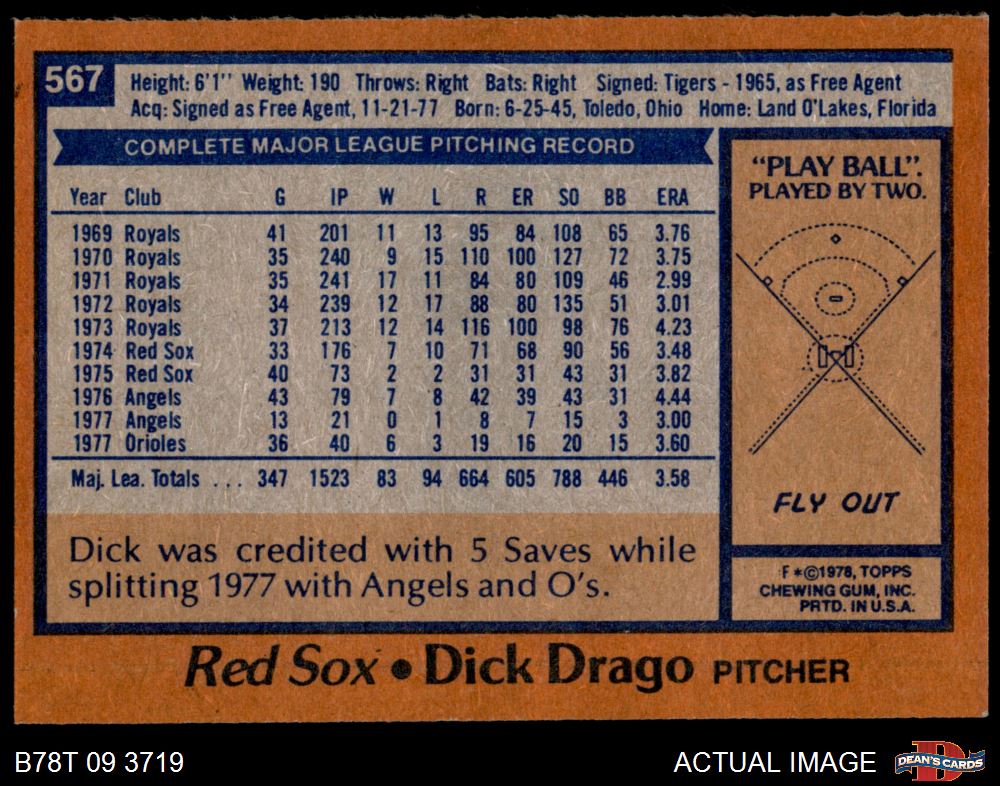 567
Height: 6'1" Weight: 190 Throws: Right Bats: Right Signed: Tigers - 1965, as Free Agent
Acq: Signed as Free Agent, 11-21-77 Born: 6-25-45, Toledo, Ohio Home: Land O'Lakes, Florida
COMPLETE MAJOR LEAGUE PITCHING RECORD
Year Club G IP W L R ER SO BB ERA
1969 Royals 41 201 11 13 95 84 108 65 3.76
1970 Royals 35 240 9 15 110 100 127 72 3.75
1971 Royals 35 241 17 11 84 80 109 46 2.99
1972 Royals 34 239 12 17 88 80 135 51 3.01
1973 Royals 37 213 12 14 116 100 98 76 4.23
1974 Red Sox 33 176 7 10 71 68 90 56 3.48
1975 Red Sox 40 73 2 2 31 31 43 31 3.82
1976 Angels 43 79 7 8 42 39 43 31 4.44
1977 Angels 13 21 0 1 8 7 15 3 3.00
1977 Orioles 36 40 6 3 19 16 20 15 3.60
Maj. Lea. Totals ... 347 1523 83 94 664 605 788 446 3.58
Dick was credited with 5 Saves while
splitting 1977 with Angels and O's.
"PLAY BALL".
PLAYED BY TWO.
FLY OUT
F*©1978, TOPPS
CHEWING GUM, INC.
PRTD. IN U.S.A.
Red Sox • Dick Drago PITCHER
B78T 09 3719
ACTUAL IMAGE
D
DEAN'S CARDS